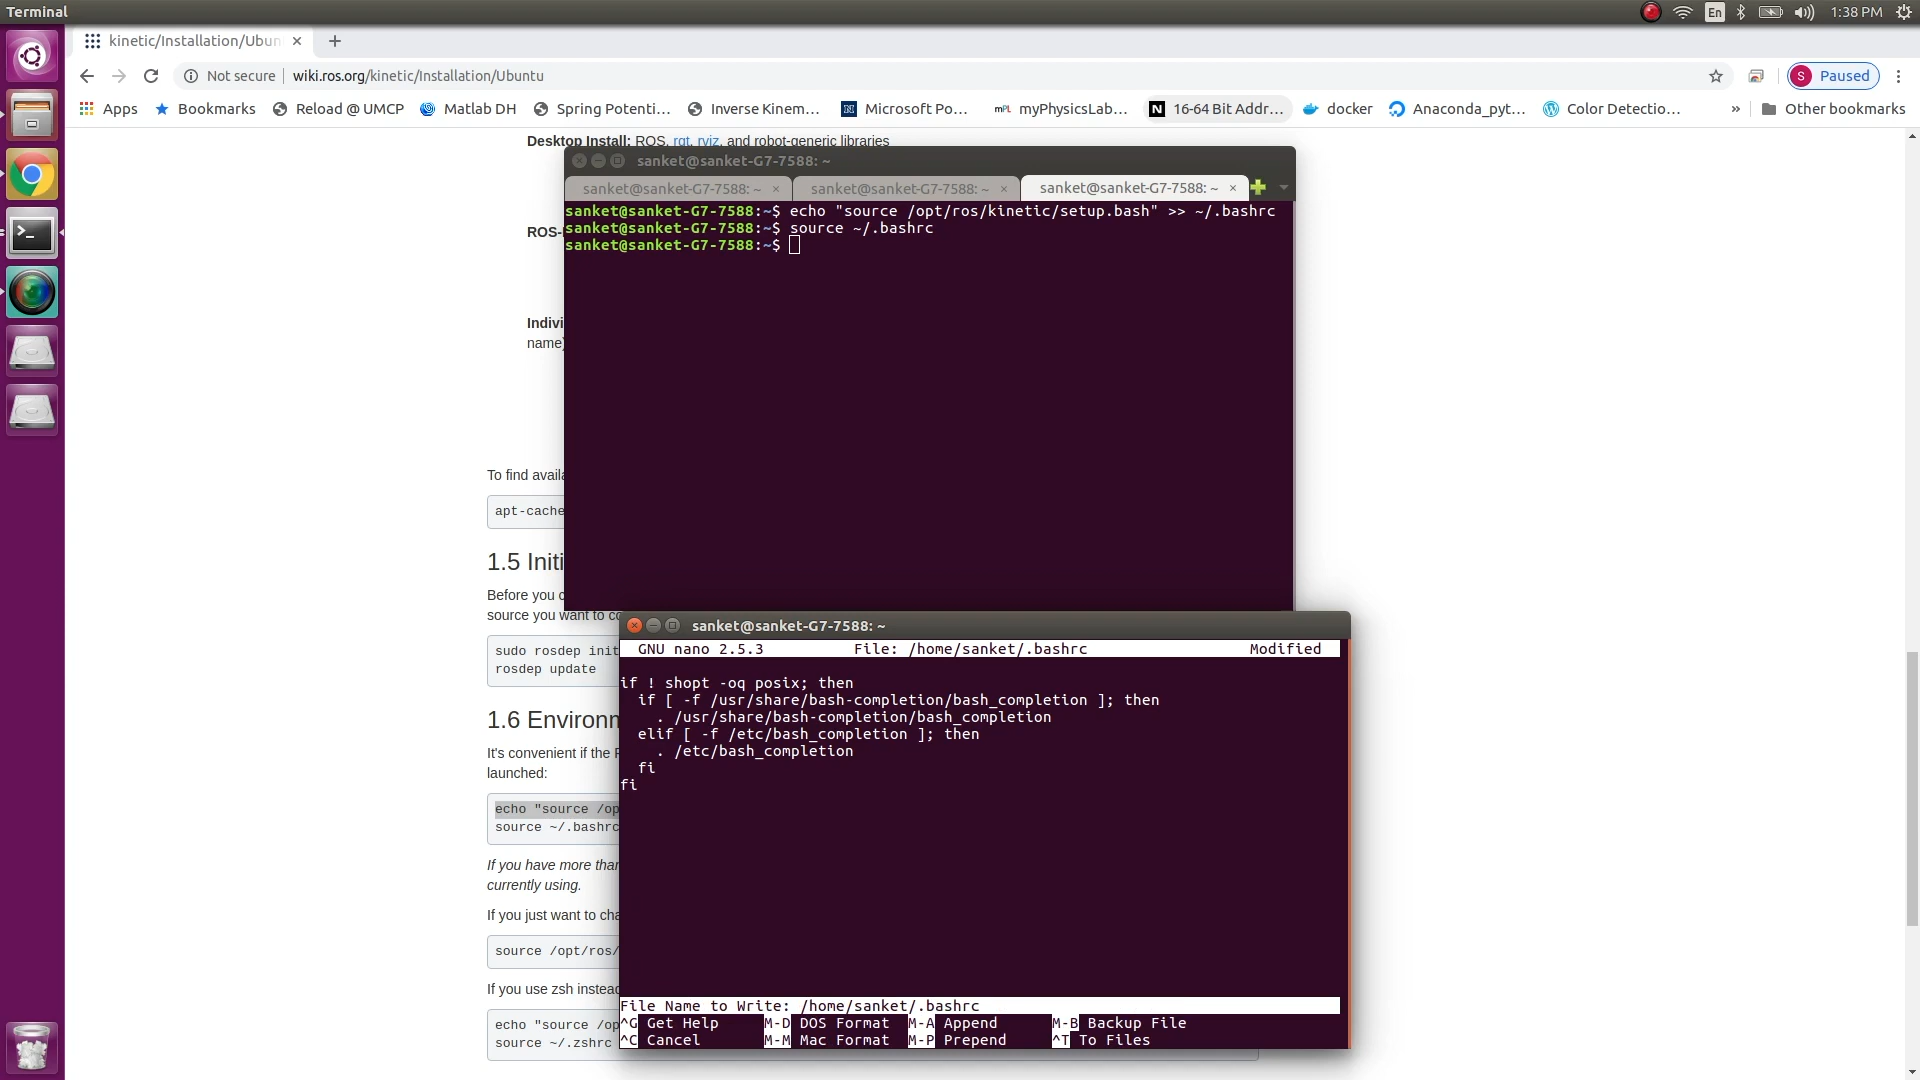 Terminal
En
1:38 PM
kinetic/Installation/Ubun
Not secure
wiki.ros.org/kinetic/Installation/Ubuntu
S
Paused
Apps
Bookmarks
Reload @ UMCP
Matlab DH
Spring Potenti...
Inverse Kinem...
Microsoft Po...
mPL
myPhysicsLab...
N
16-64 Bit Addr...
docker
Anaconda_pyt...
Color Detectio...
»
Other bookmarks
Desktop Install: ROS, rqt, rviz, and robot-generic libraries
sanket@sanket-G7-7588: ~
sanket@sanket-G7-7588: ~ ×
sanket@sanket-G7-7588: ~ ×
sanket@sanket-G7-7588: ~ ×
sanket@sanket-G7-7588:~$ echo "source /opt/ros/kinetic/setup.bash" >> ~/.bashrc
sanket@sanket-G7-7588:~$ source ~/.bashrc
sanket@sanket-G7-7588:~$
ROS-
Indivi
name)
To find availa
apt-cache
1.5 Initi
Before you c
source you want to co
sudo rosdep init
rosdep update
1.6 Environ
It's convenient if the
launched:
echo "source /op
source ~/.bashrc
If you have more than
currently using.
If you just want to cha
source /opt/ros/
If you use zsh instead
echo "source /op
source ~/.zshrc
sanket@sanket-G7-7588: ~
GNU nano 2.5.3 File: /home/sanket/.bashrc Modified
if ! shopt -oq posix; then
  if [ -f /usr/share/bash-completion/bash_completion ]; then
    . /usr/share/bash-completion/bash_completion
  elif [ -f /etc/bash_completion ]; then
    . /etc/bash_completion
  fi
fi
File Name to Write: /home/sanket/.bashrc
^G Get Help M-D DOS Format M-A Append M-B Backup File
^C Cancel M-M Mac Format M-P Prepend ^T To Files